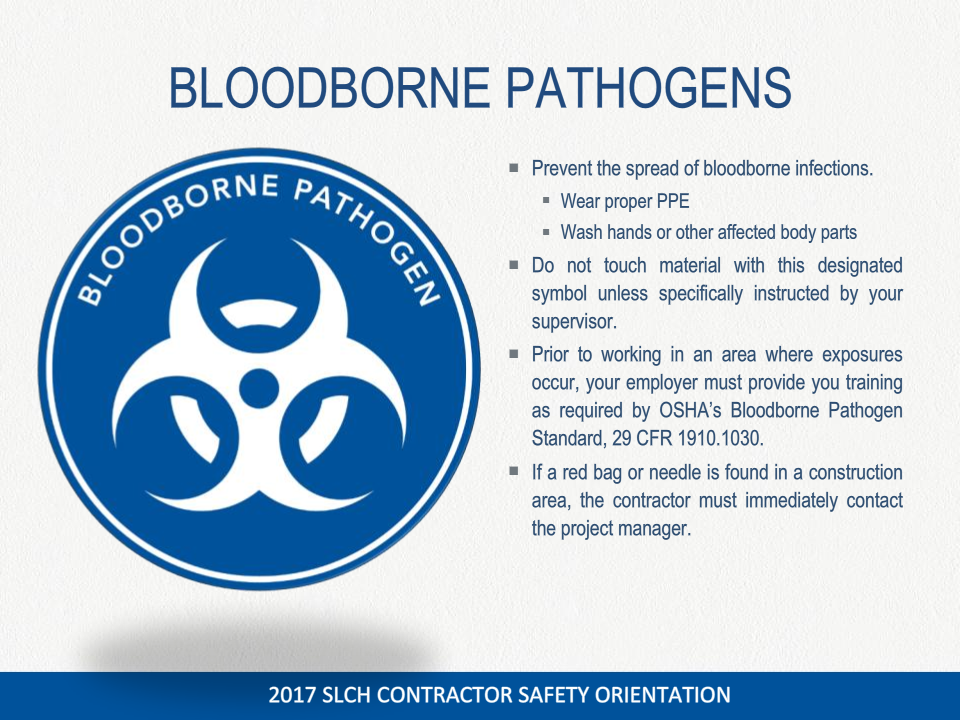 BLOODBORNE PATHOGENS
BLOODBORNE PATHOGEN
■ Prevent the spread of bloodborne infections.
■ Wear proper PPE
■ Wash hands or other affected body parts
■ Do not touch material with this designated
symbol unless specifically instructed by your
supervisor.
■ Prior to working in an area where exposures
occur, your employer must provide you training
as required by OSHA’s Bloodborne Pathogen
Standard, 29 CFR 1910.1030.
■ If a red bag or needle is found in a construction
area, the contractor must immediately contact
the project manager.
2017 SLCH CONTRACTOR SAFETY ORIENTATION